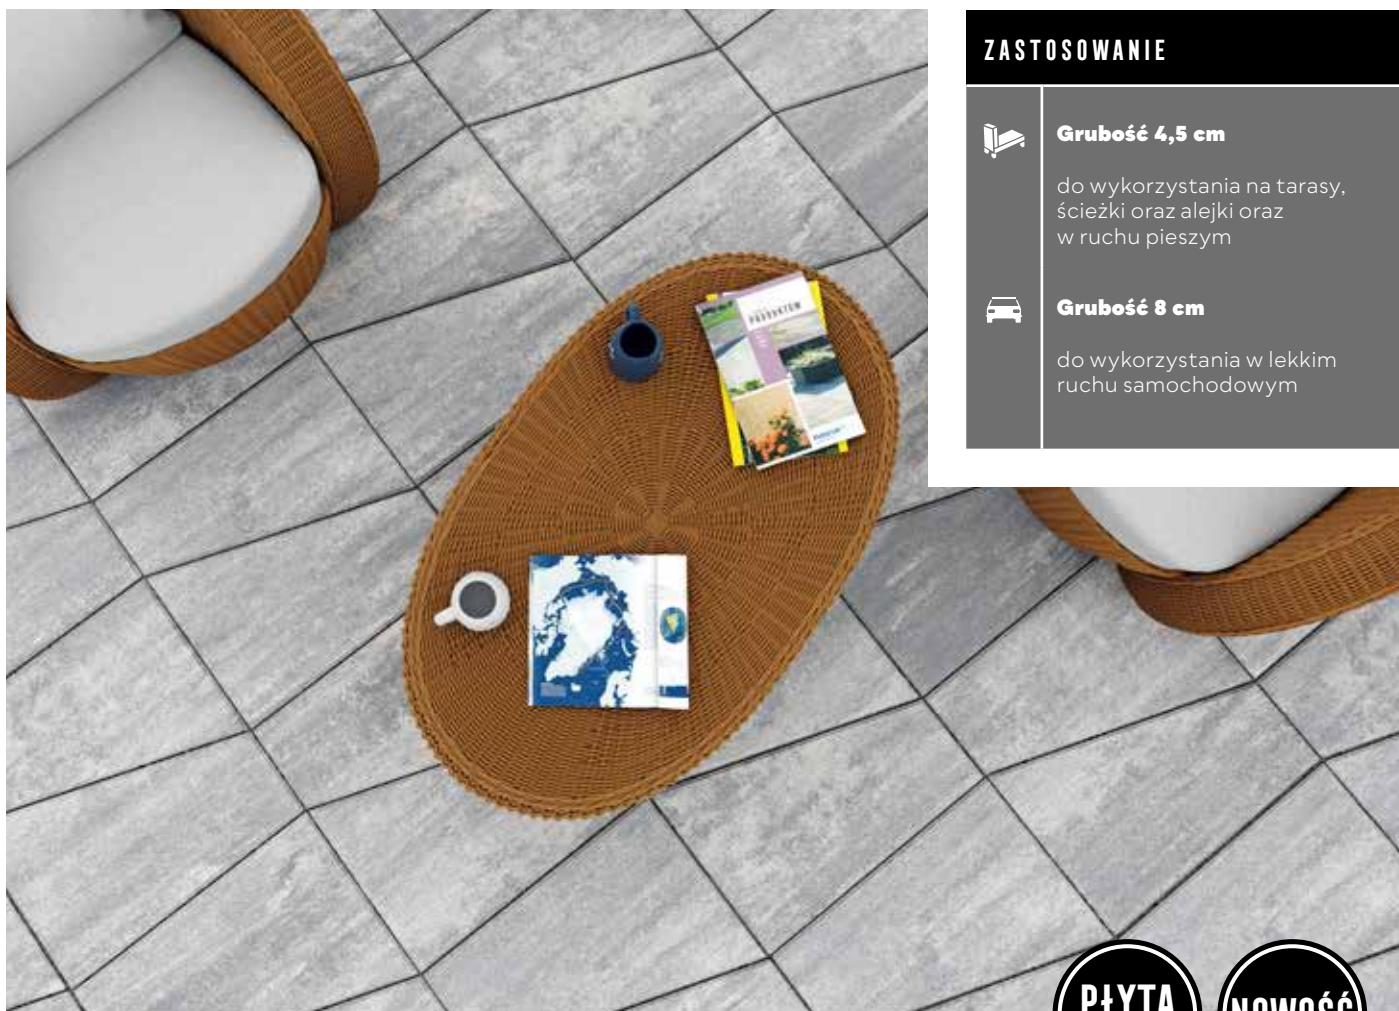 ZASTOSOWANIE
Grubość 4,5 cm
do wykorzystania na tarasy,
ścieżki oraz alejki oraz
w ruchu pieszym
Grubość 8 cm
do wykorzystania w lekkim
ruchu samochodowym
PRODUKTÓW
PŁYTA
NOWOŚĆ